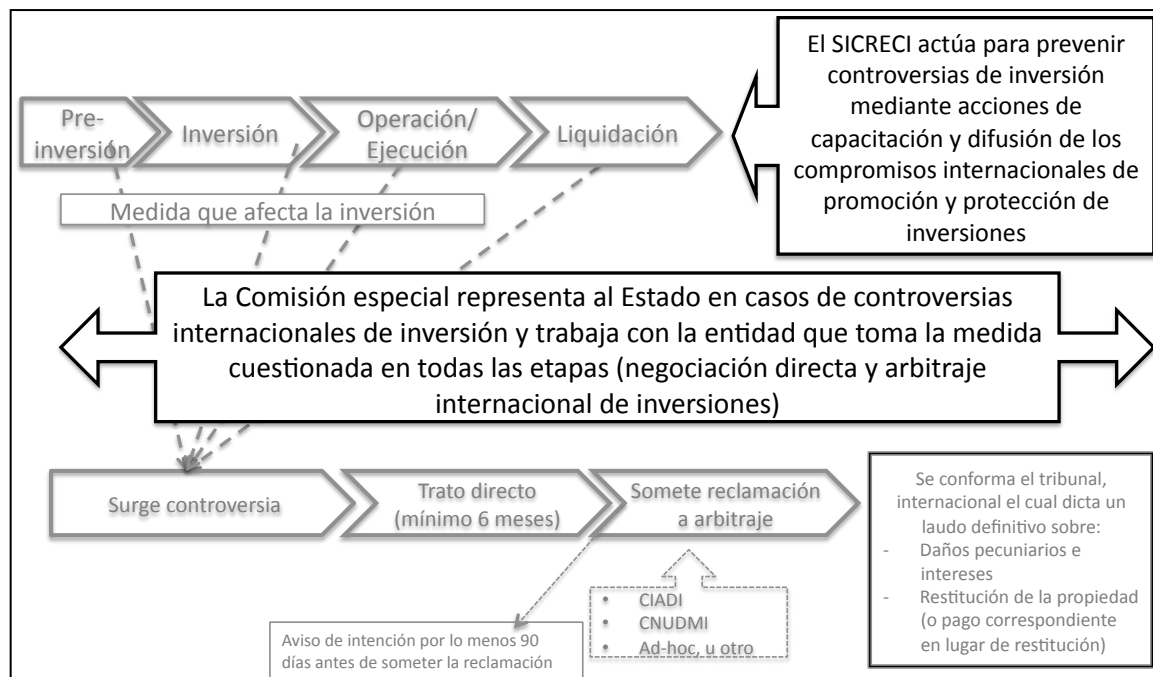 El SICRECI actúa para prevenir
controversias de inversión
mediante acciones de
capacitación y difusión de los
compromisos internacionales de
promoción y protección de
inversiones
Pre-
inversión
Inversión
Operación/
Ejecución
Liquidación
Medida que afecta la inversión
La Comisión especial representa al Estado en casos de controversias
internacionales de inversión y trabaja con la entidad que toma la medida
cuestionada en todas las etapas (negociación directa y arbitraje
internacional de inversiones)
Surge controversia
Trato directo
(mínimo 6 meses)
Somete reclamación
a arbitraje
Se conforma el tribunal,
internacional el cual dicta un
laudo definitivo sobre:
- Daños pecuniarios e
intereses
- Restitución de la propiedad
(o pago correspondiente
en lugar de restitución)
• CIADI
• CNUDMI
• Ad-hoc, u otro
Aviso de intención por lo menos 90
días antes de someter la reclamación